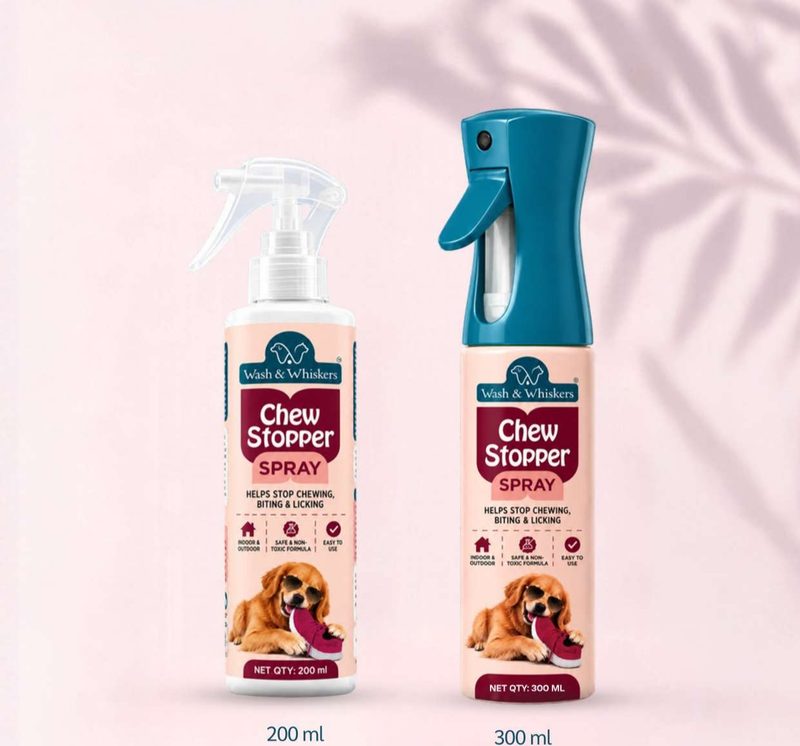 Wash & Whiskers
TM
Chew
Stopper
SPRAY
HELPS STOP CHEWING,
BITING & LICKING
INDOOR &
OUTDOOR
SAFE & NON-
TOXIC FORMULA
EASY TO
USE
NET QTY: 200 ml
200 ml
Wash & Whiskers
®
Chew
Stopper
SPRAY
HELPS STOP CHEWING,
BITING & LICKING
INDOOR &
OUTDOOR
SAFE & NON-
TOXIC FORMULA
EASY TO
USE
NET QTY: 300 ML
300 ml